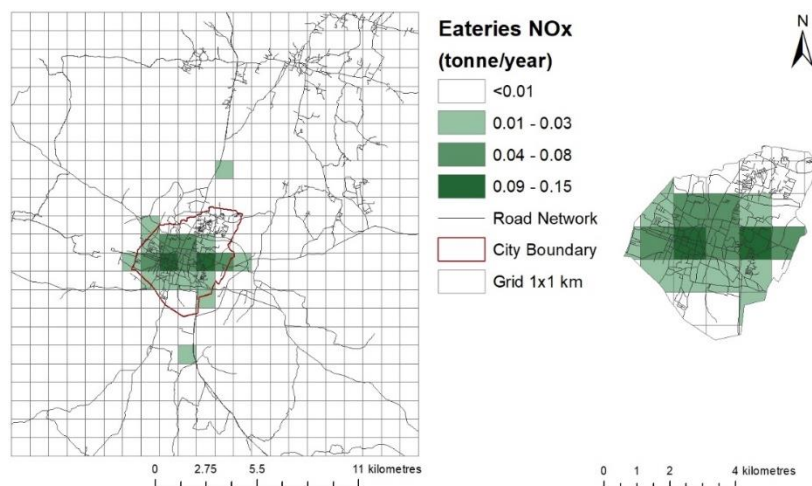 Eateries NOx
(tonne/year)
<0.01
0.01 - 0.03
0.04 - 0.08
0.09 - 0.15
Road Network
City Boundary
Grid 1x1 km
N
0 2.75 5.5 11 kilometres
0 1 2 4 kilometres